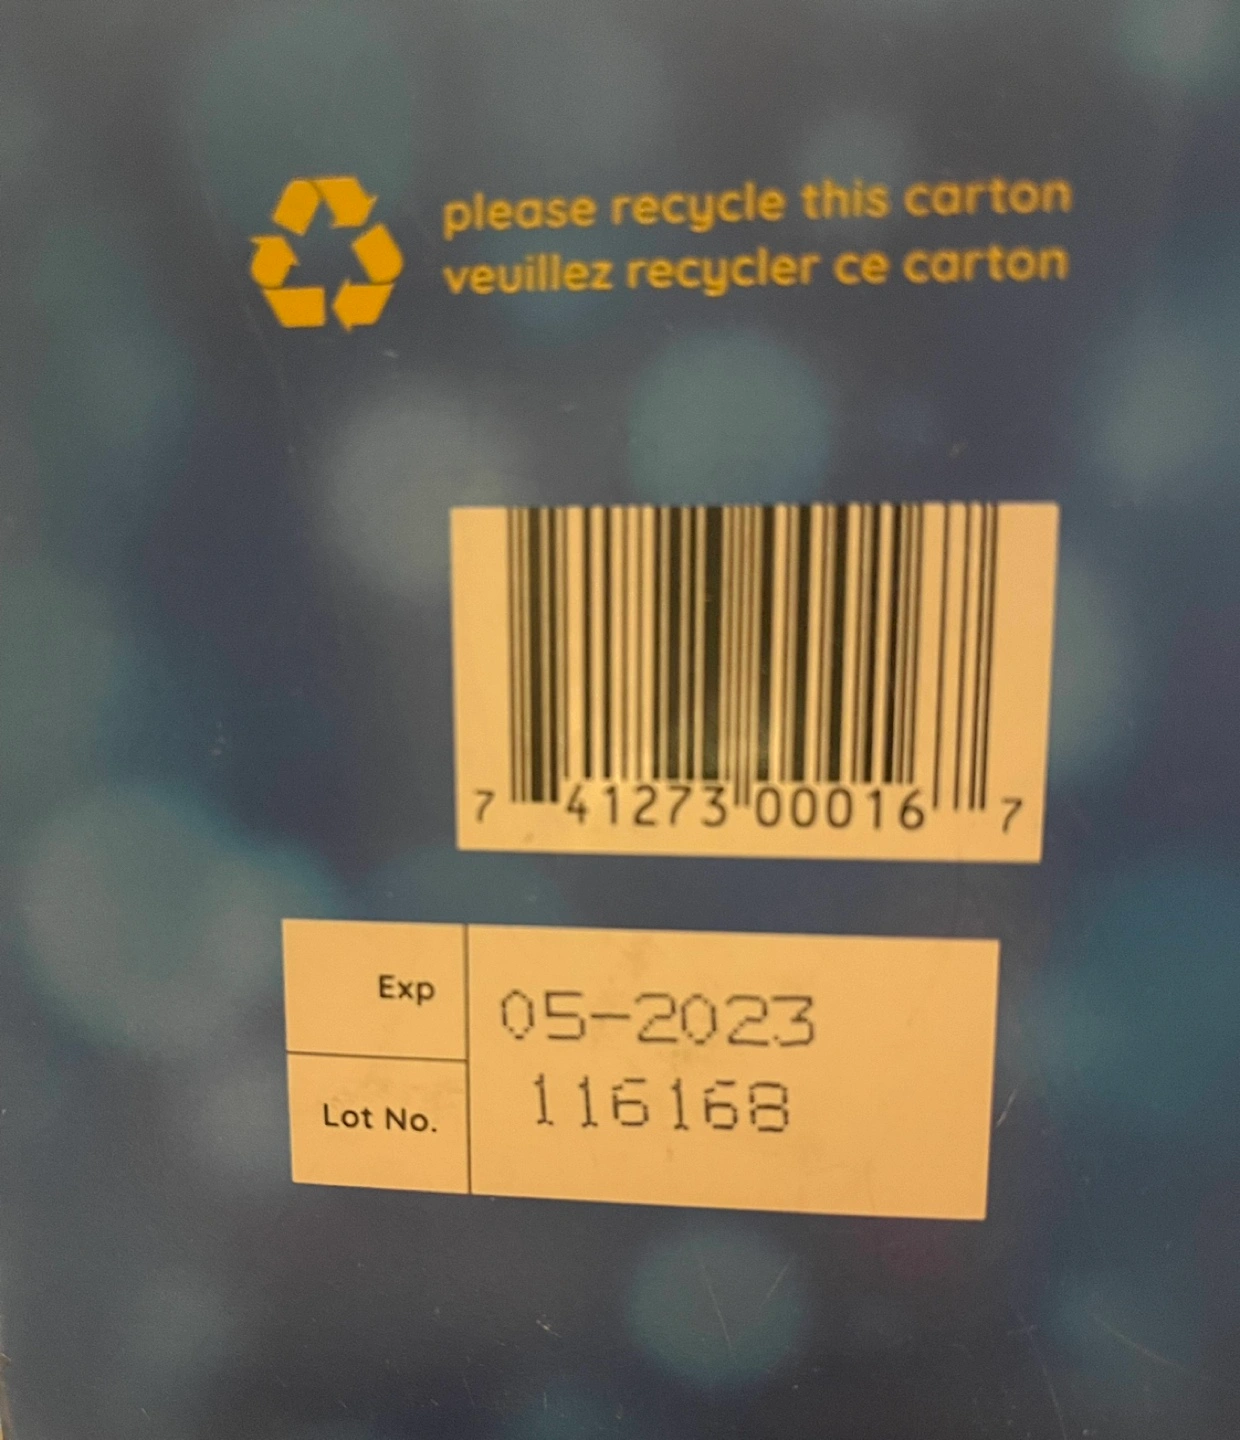 please recycle this carton
veuillez recycler ce carton
7 41273 00016 7
Exp 05-2023
Lot No. 116168